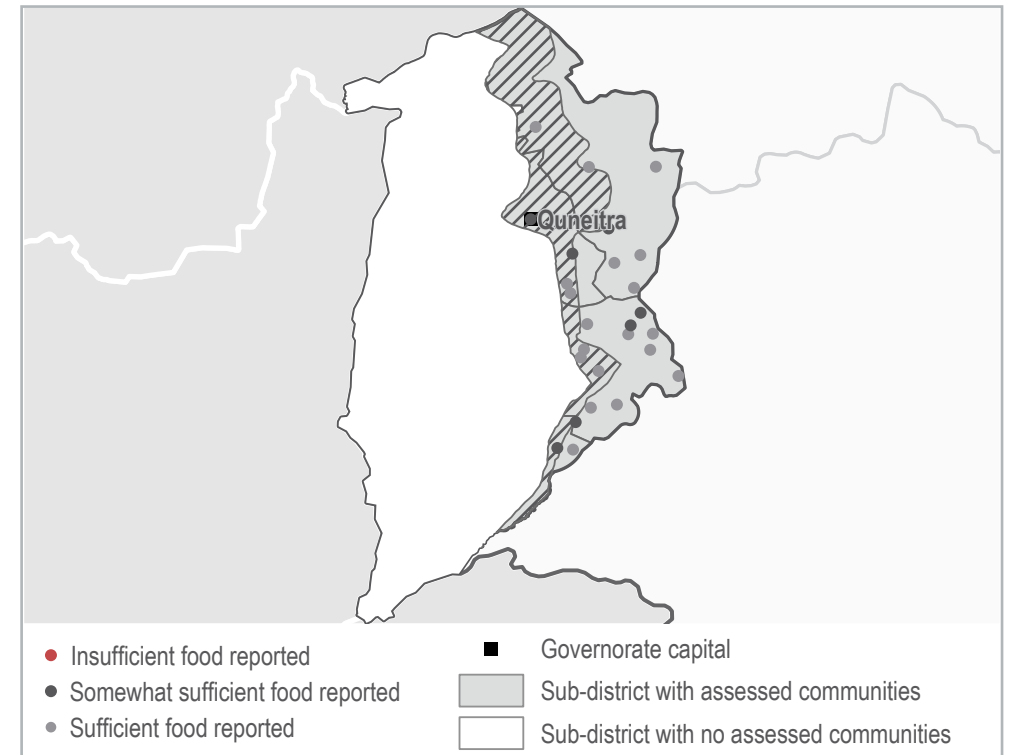 Quneitra
Insufficient food reported
Somewhat sufficient food reported
Sufficient food reported
Governorate capital
Sub-district with assessed communities
Sub-district with no assessed communities